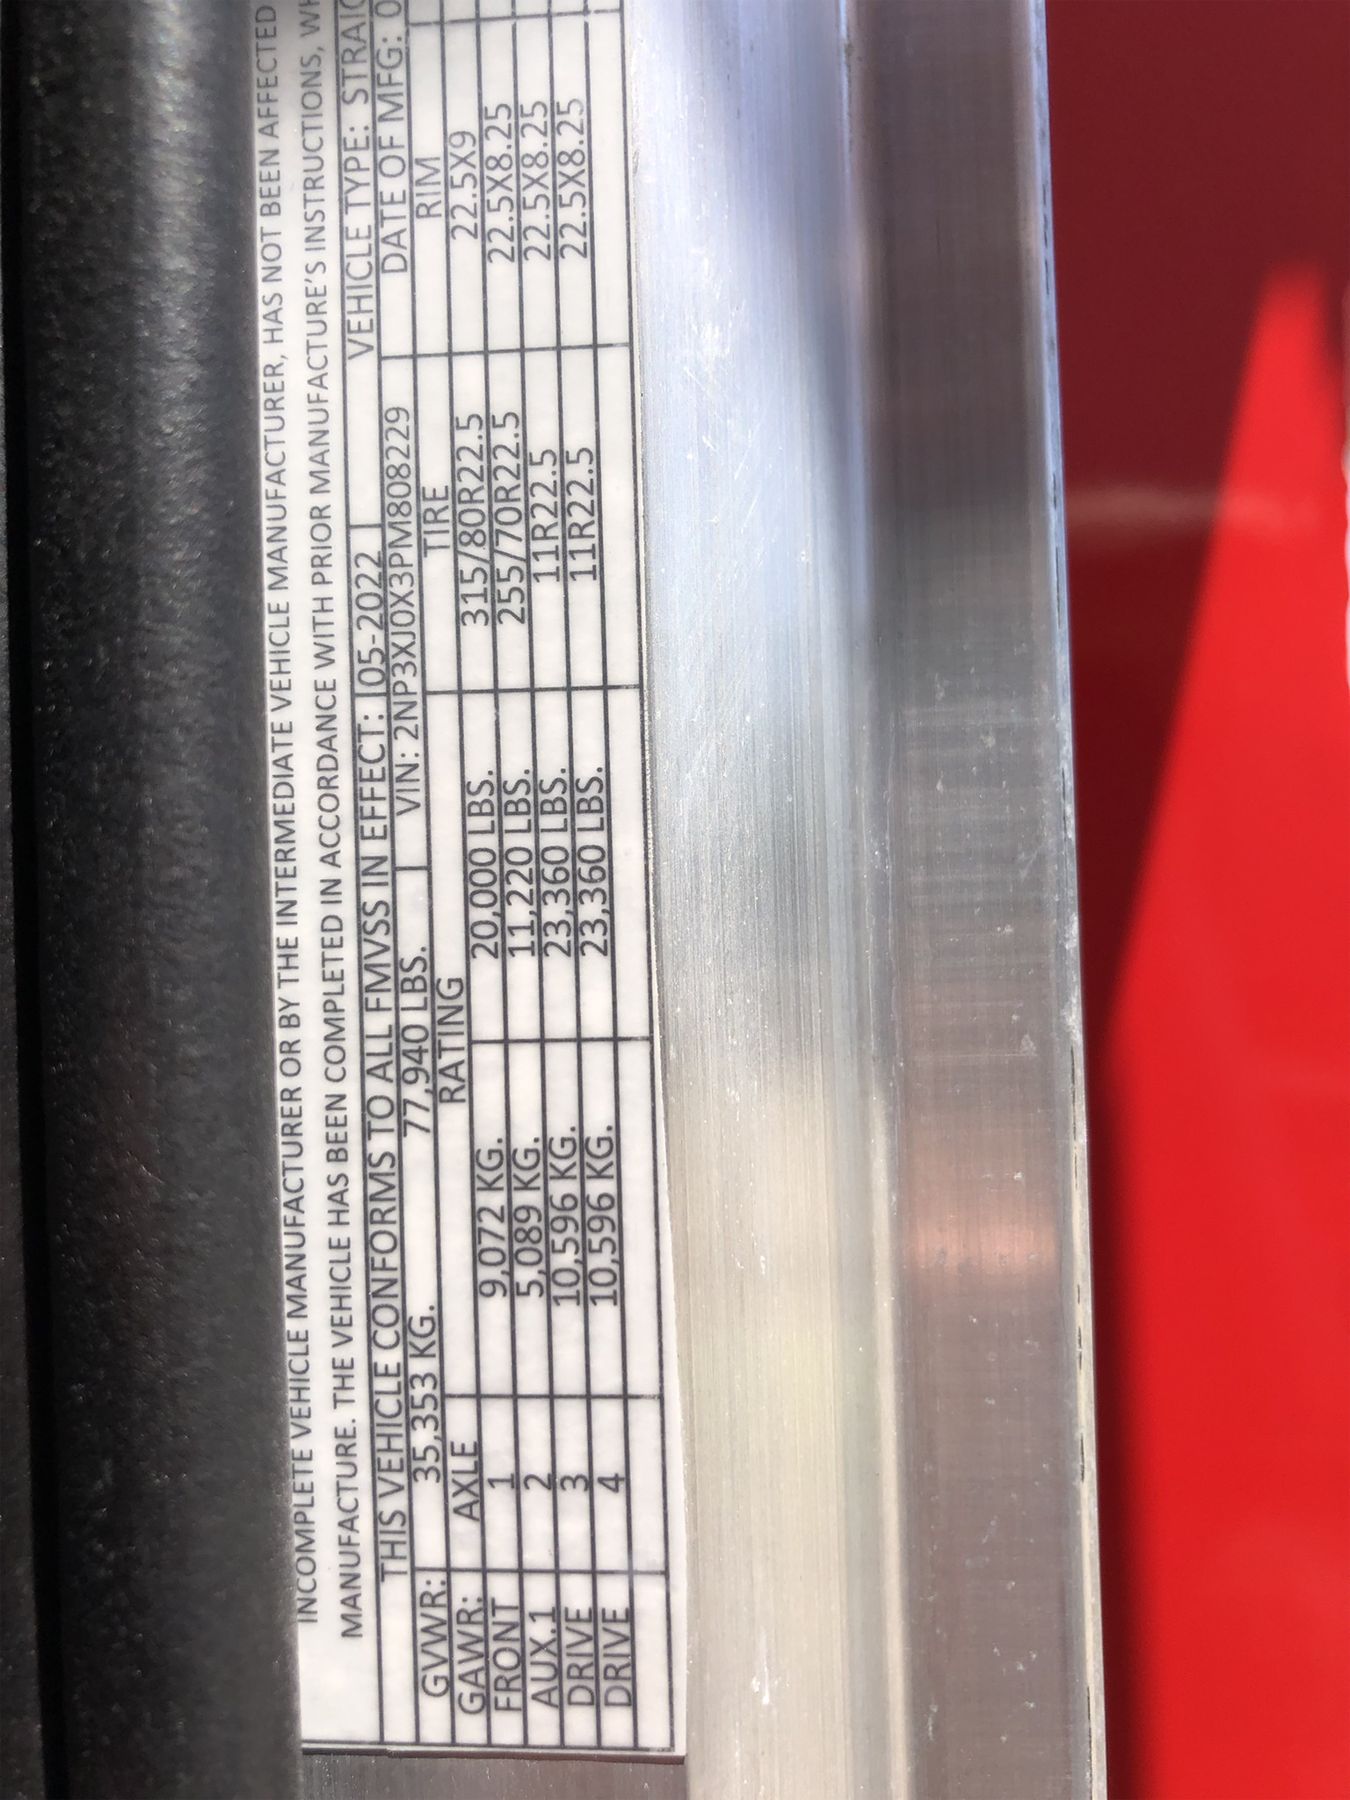 INCOMPLETE VEHICLE MANUFACTURER OR BY THE INTERMEDIATE VEHICLE MANUFACTURER, HAS NOT BEEN AFFECTED
MANUFACTURE. THE VEHICLE HAS BEEN COMPLETED IN ACCORDANCE WITH PRIOR MANUFACTURE'S INSTRUCTIONS,
THIS VEHICLE CONFORMS TO ALL FMVSS IN EFFECT: 05-2022 VEHICLE TYPE:
GVWR: 35,353 KG. 77,940 LBS. VIN: 2NP3XJ0X3PM808229 DATE OF MFG:
GAWR: AXLE RATING TIRE RIM
FRONT 1 9,072 KG. 20,000 LBS. 315/80R22.5 22.5X9
AUX.1 2 5,089 KG. 11,220 LBS. 255/70R22.5 22.5X8.25
DRIVE 3 10,596 KG. 23,360 LBS. 11R22.5 22.5X8.25
DRIVE 4 10,596 KG. 23,360 LBS. 11R22.5 22.5X8.25